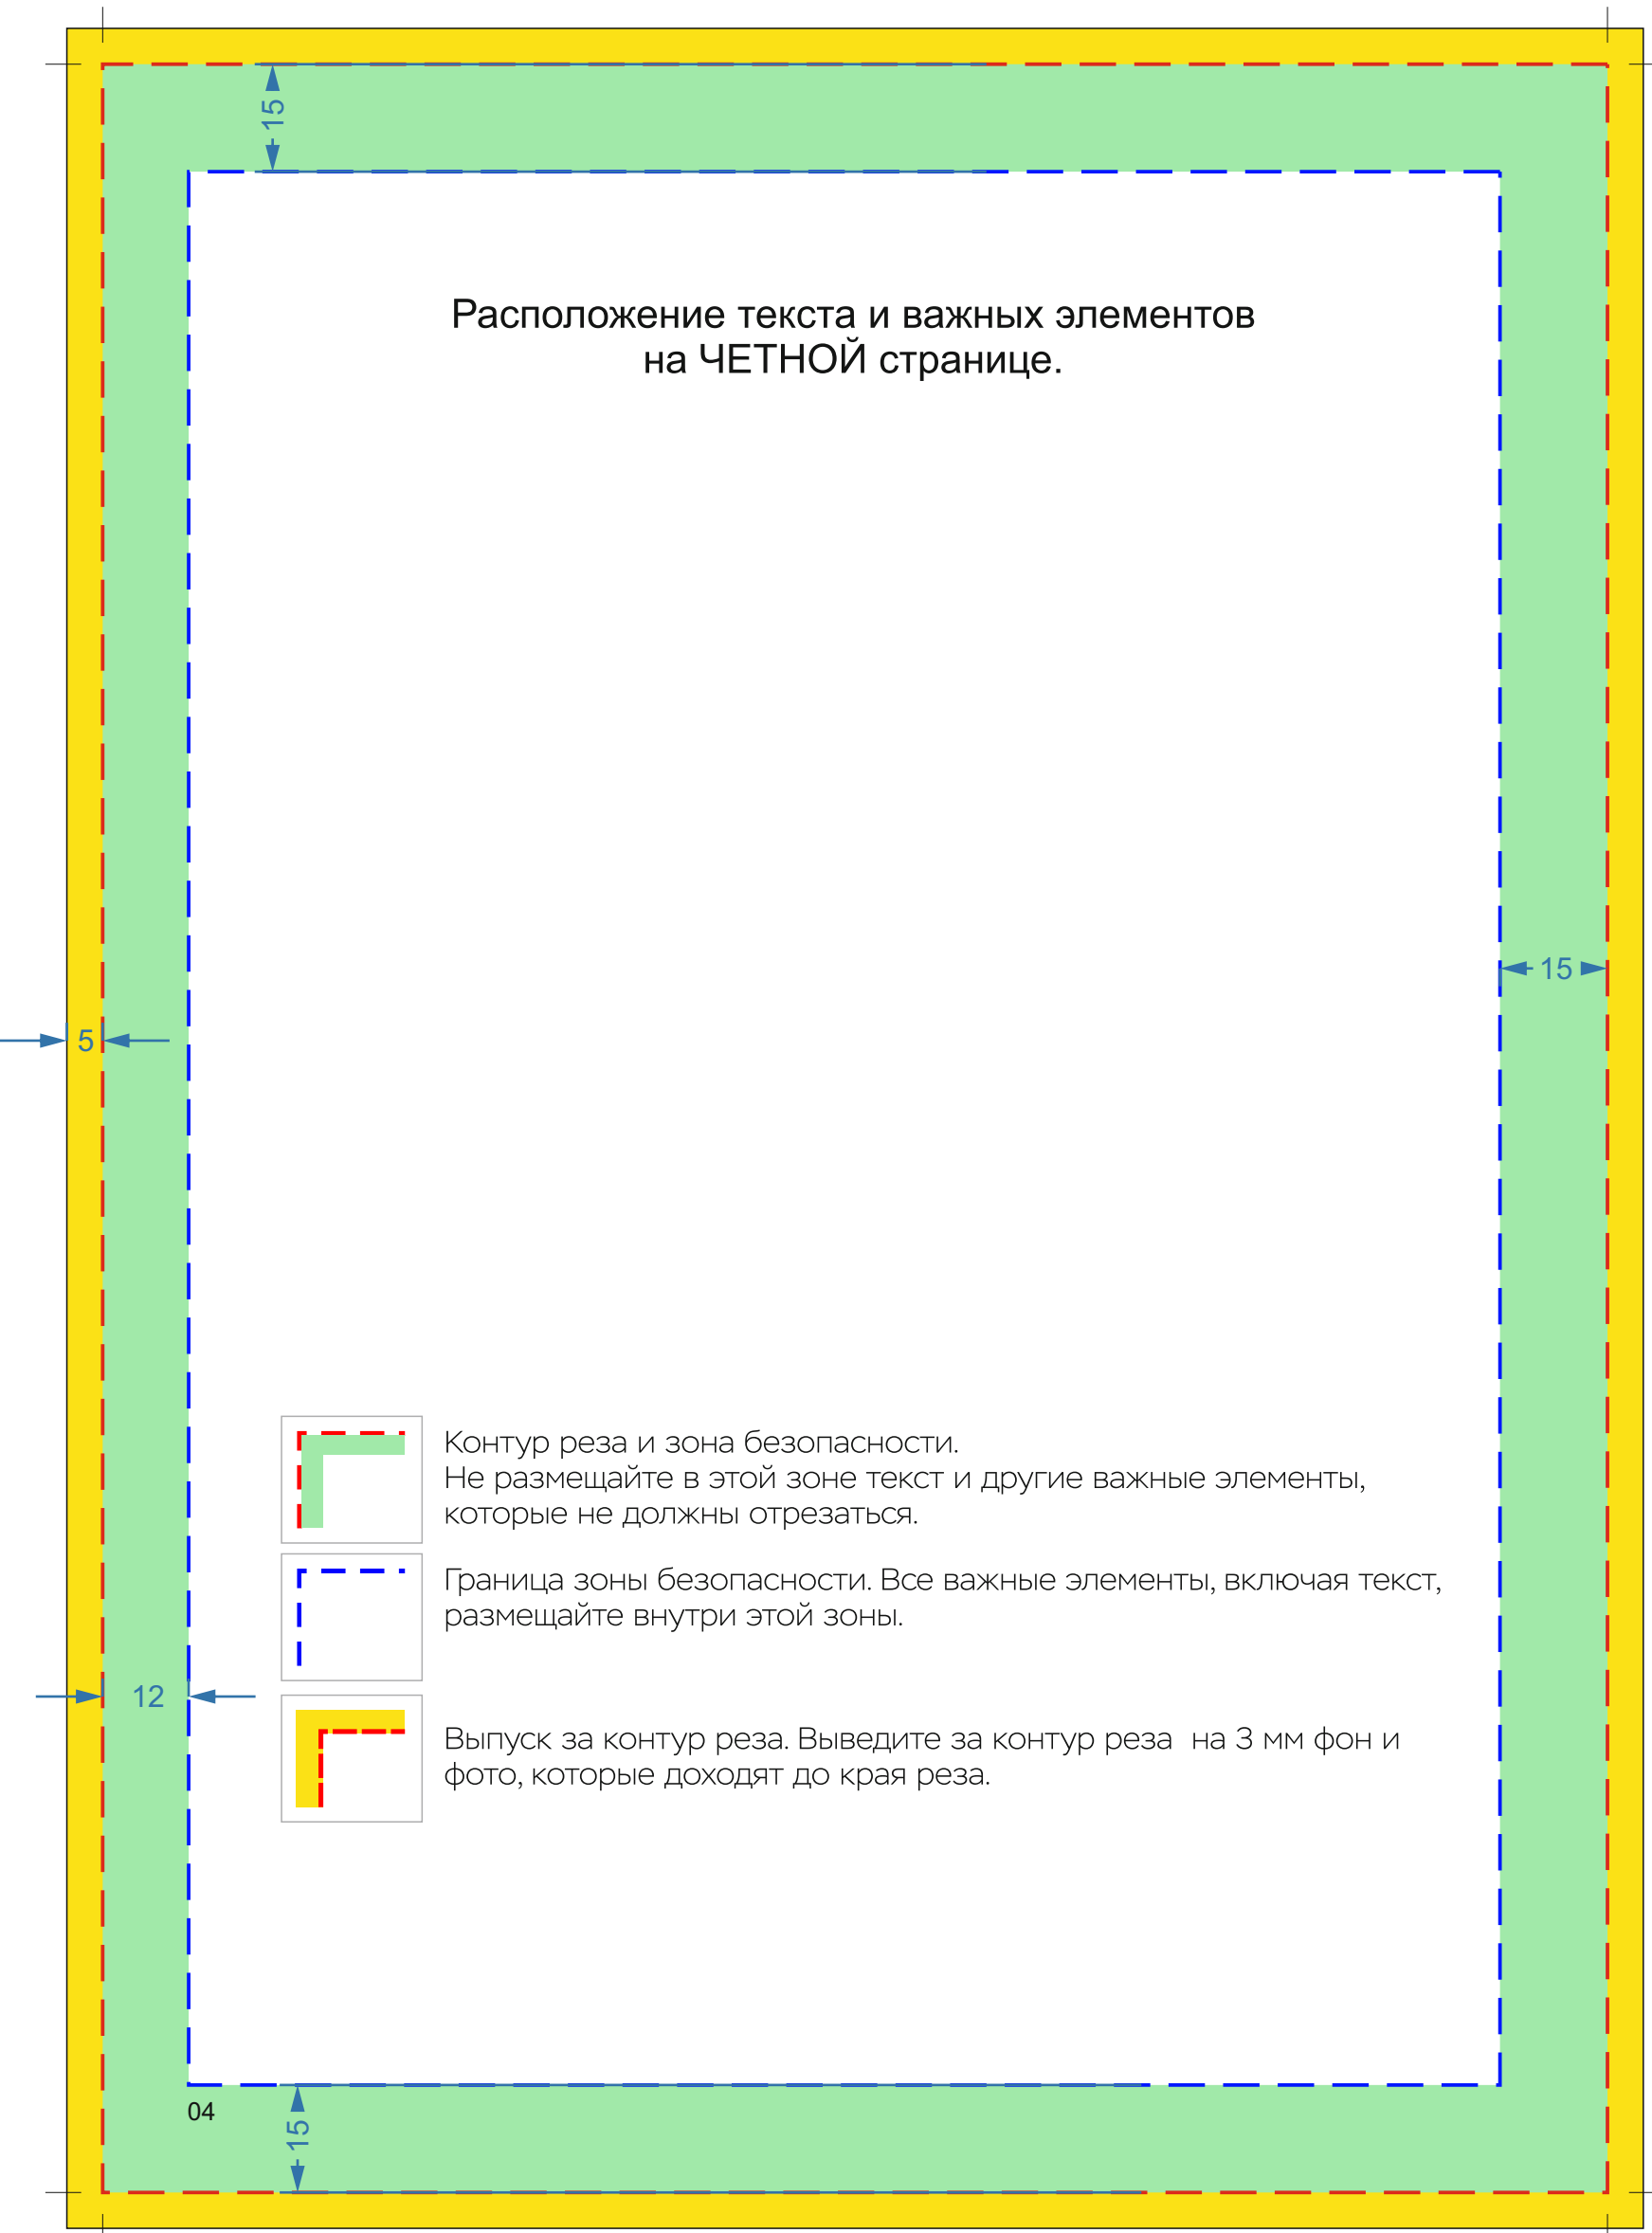 15
Расположение текста и важных элементов
на ЧЕТНОЙ странице.
15
5
Контур реза и зона безопасности.
Не размещайте в этой зоне текст и другие важные элементы,
которые не должны отрезаться.
Граница зоны безопасности. Все важные элементы, включая текст,
размещайте внутри этой зоны.
12
Выпуск за контур реза. Выведите за контур реза  на 3 мм фон и
фото, которые доходят до края реза.
04
15